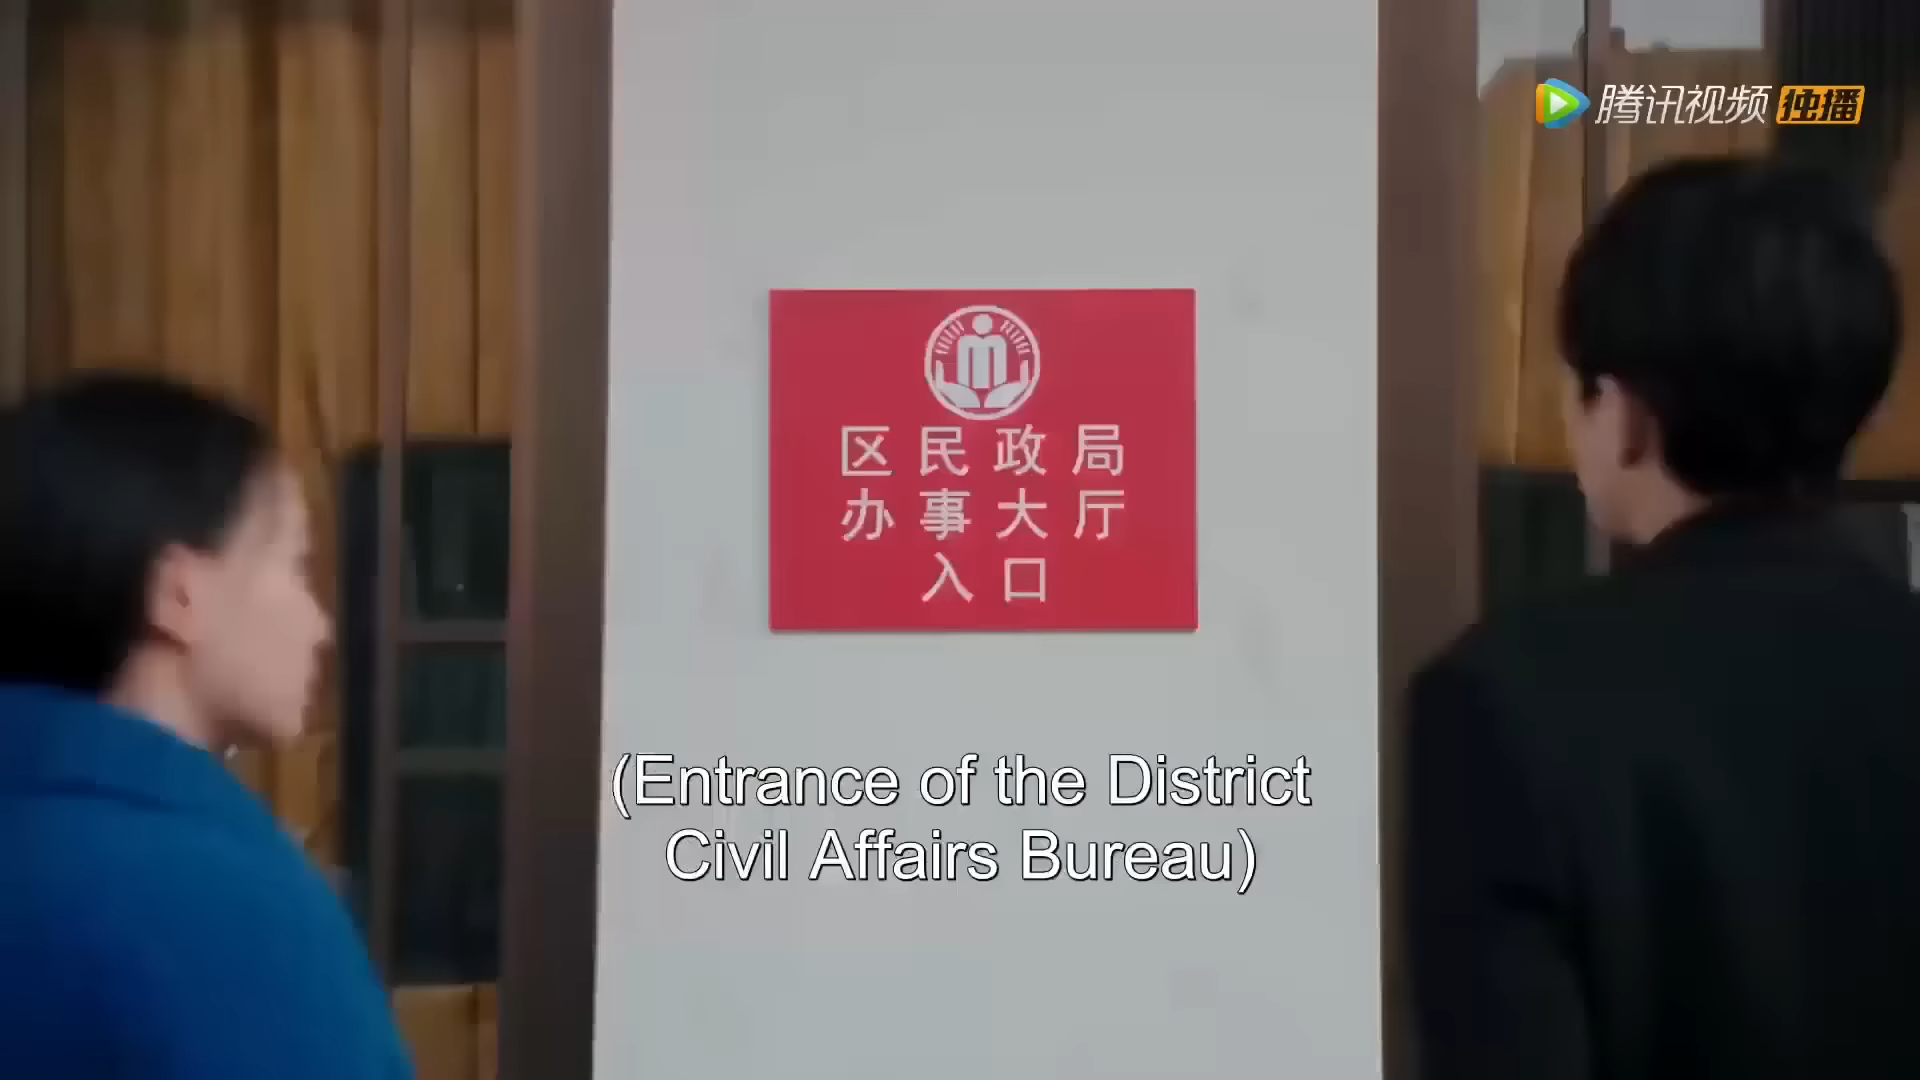 腾讯视频 独播
区民政局
办事大厅
入口
(Entrance of the District
Civil Affairs Bureau)